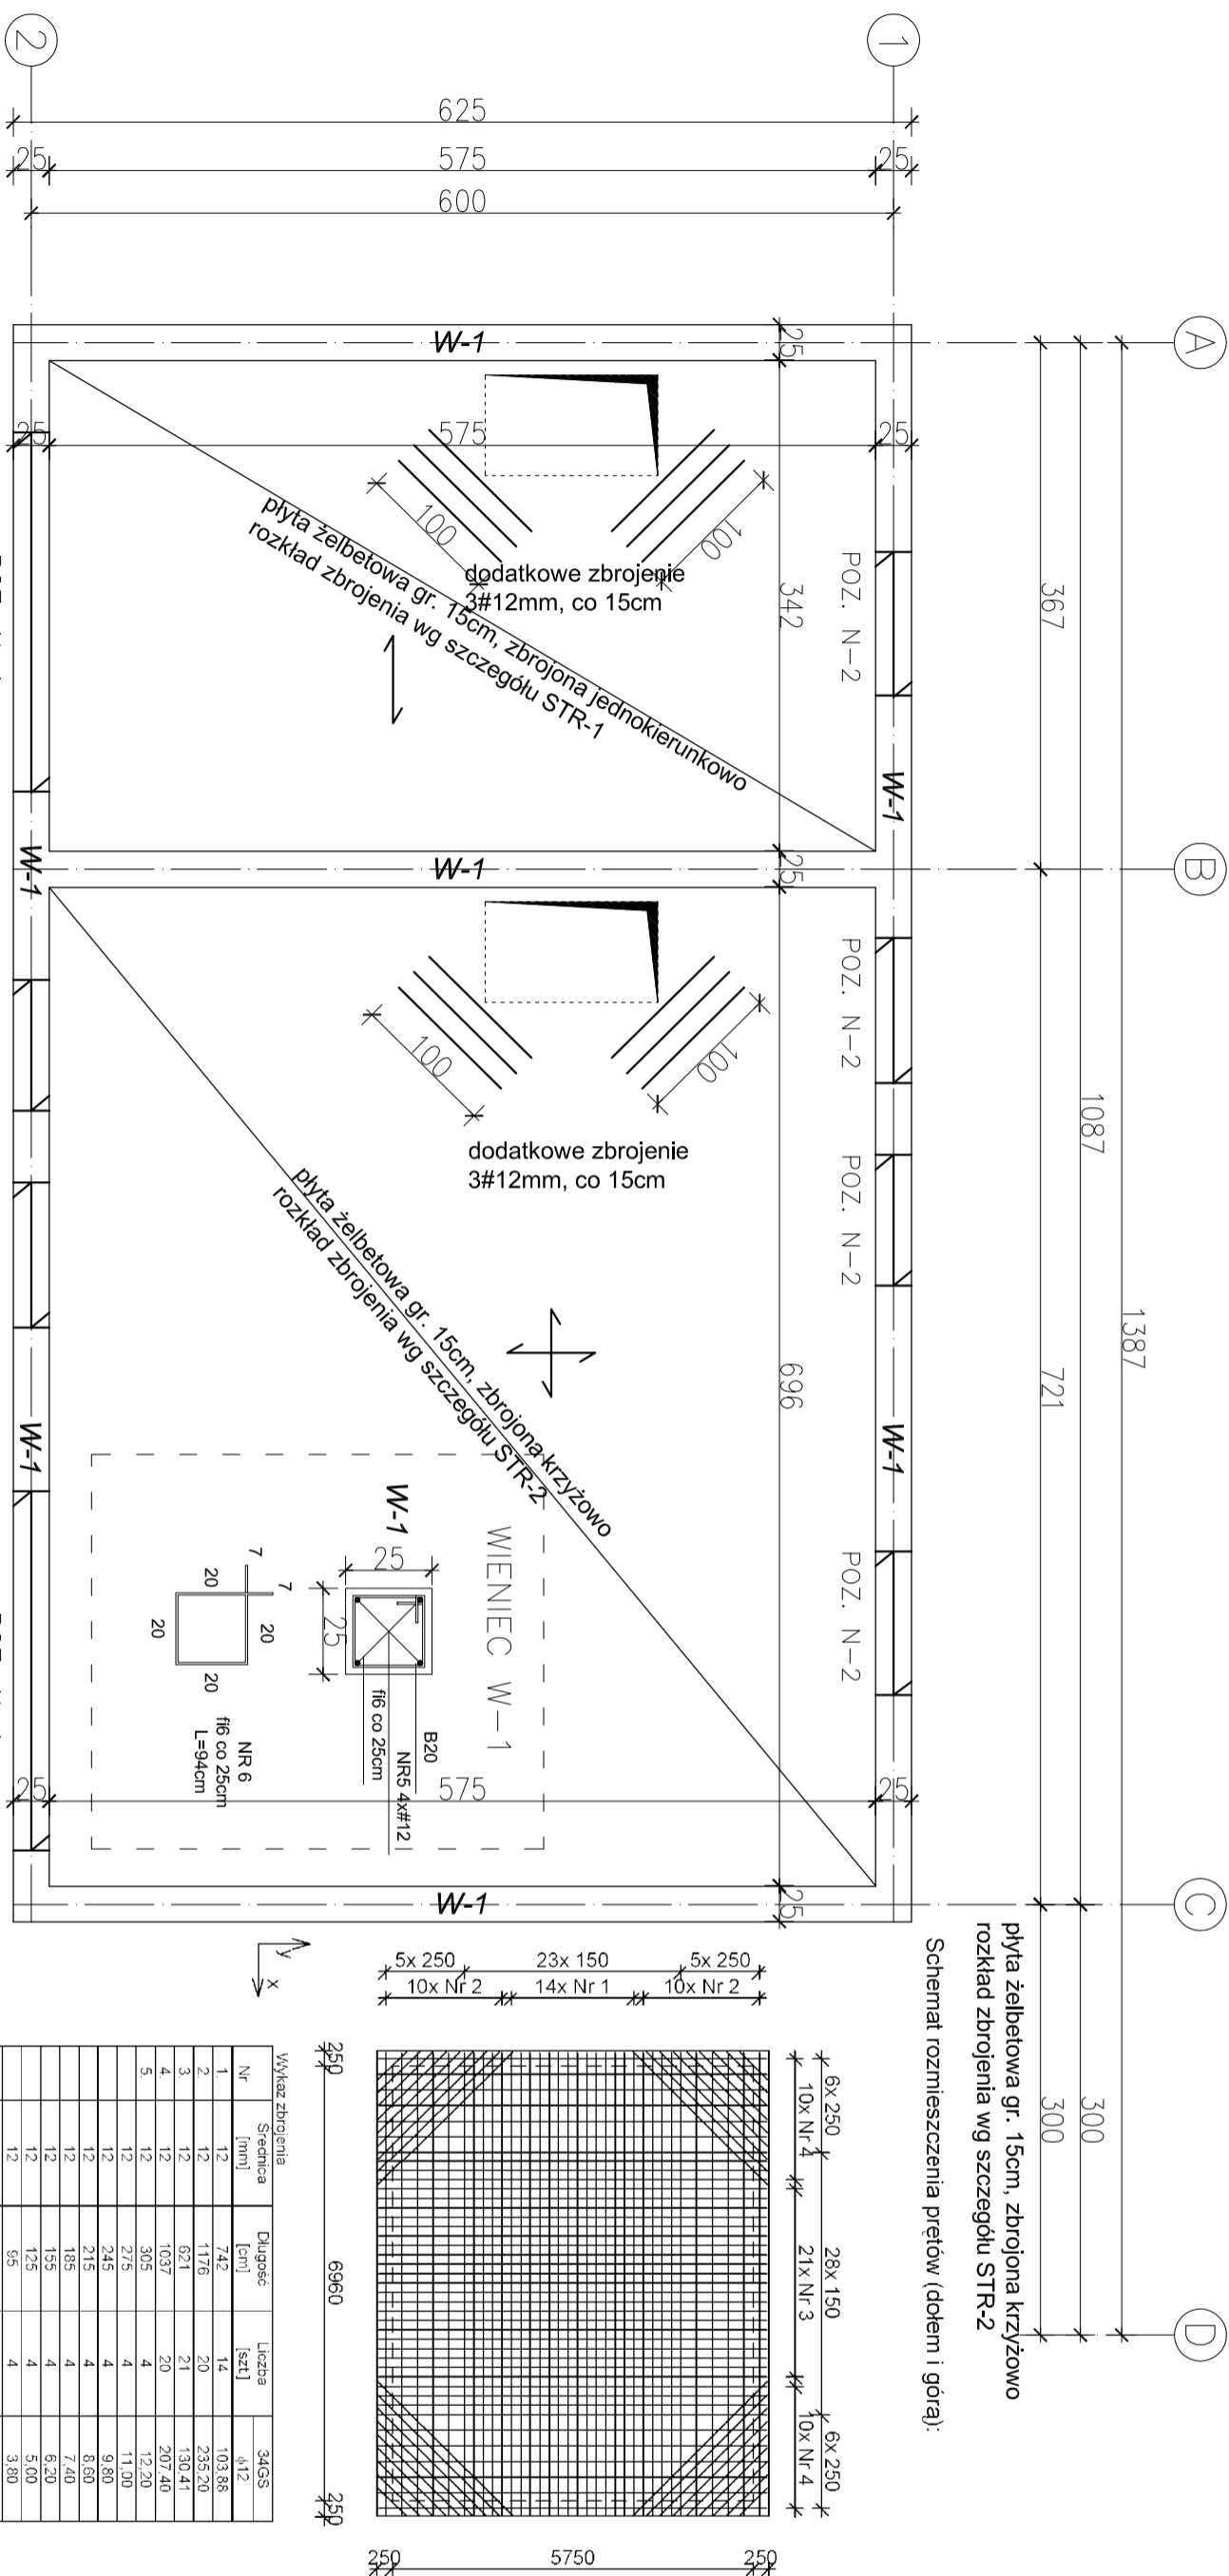 2
1
625
25
575
25
600
A
B
C
D
1387
1087
300
367
721
300
W-1
25
342
25
696
25
25
575
25
100
100
dodatkowe zbrojenie
3#12mm, co 15cm
płyta żelbetowa gr. 15cm, zbrojona jednokierunkowo
rozkład zbrojenia wg szczegółu STR-1
POZ. N-2
W-1
W-1
W-1
POZ. N-2
POZ. N-2
100
100
dodatkowe zbrojenie
3#12mm, co 15cm
płyta żelbetowa gr. 15cm, zbrojona krzyżowo
rozkład zbrojenia wg szczegółu STR-2
W-1
W-1
POZ. N-2
WIENIEC W-1
W-1
25
25
B20
NR5 4x#12
fi6 co 25cm
7
7
20
20
20
20
NR 6
fi6 co 25cm
L=94cm
25
575
25
W-1
płyta żelbetowa gr. 15cm, zbrojona krzyżowo
rozkład zbrojenia wg szczegółu STR-2
Schemat rozmieszczenia prętów (dołem i górą):
y
x
5x 250
23x 150
5x 250
10x Nr 2
14x Nr 1
10x Nr 2
6x 250
28x 150
6x 250
10x Nr 4
21x Nr 3
10x Nr 4
250
6960
250
250
5750
250
Wykaz zbrojenia
Nr Średnica [mm] Długość [cm] Liczba [szt.] 34GS ϕ12
1. 12 742 14 103,88
2. 12 1176 20 235,20
3. 12 621 21 130,41
4. 12 1037 20 207,40
5. 12 305 4 12,20
12 275 4 11,00
12 245 4 9,80
12 215 4 8,60
12 185 4 7,40
12 155 4 6,20
12 125 4 5,00
12 95 4 3,80